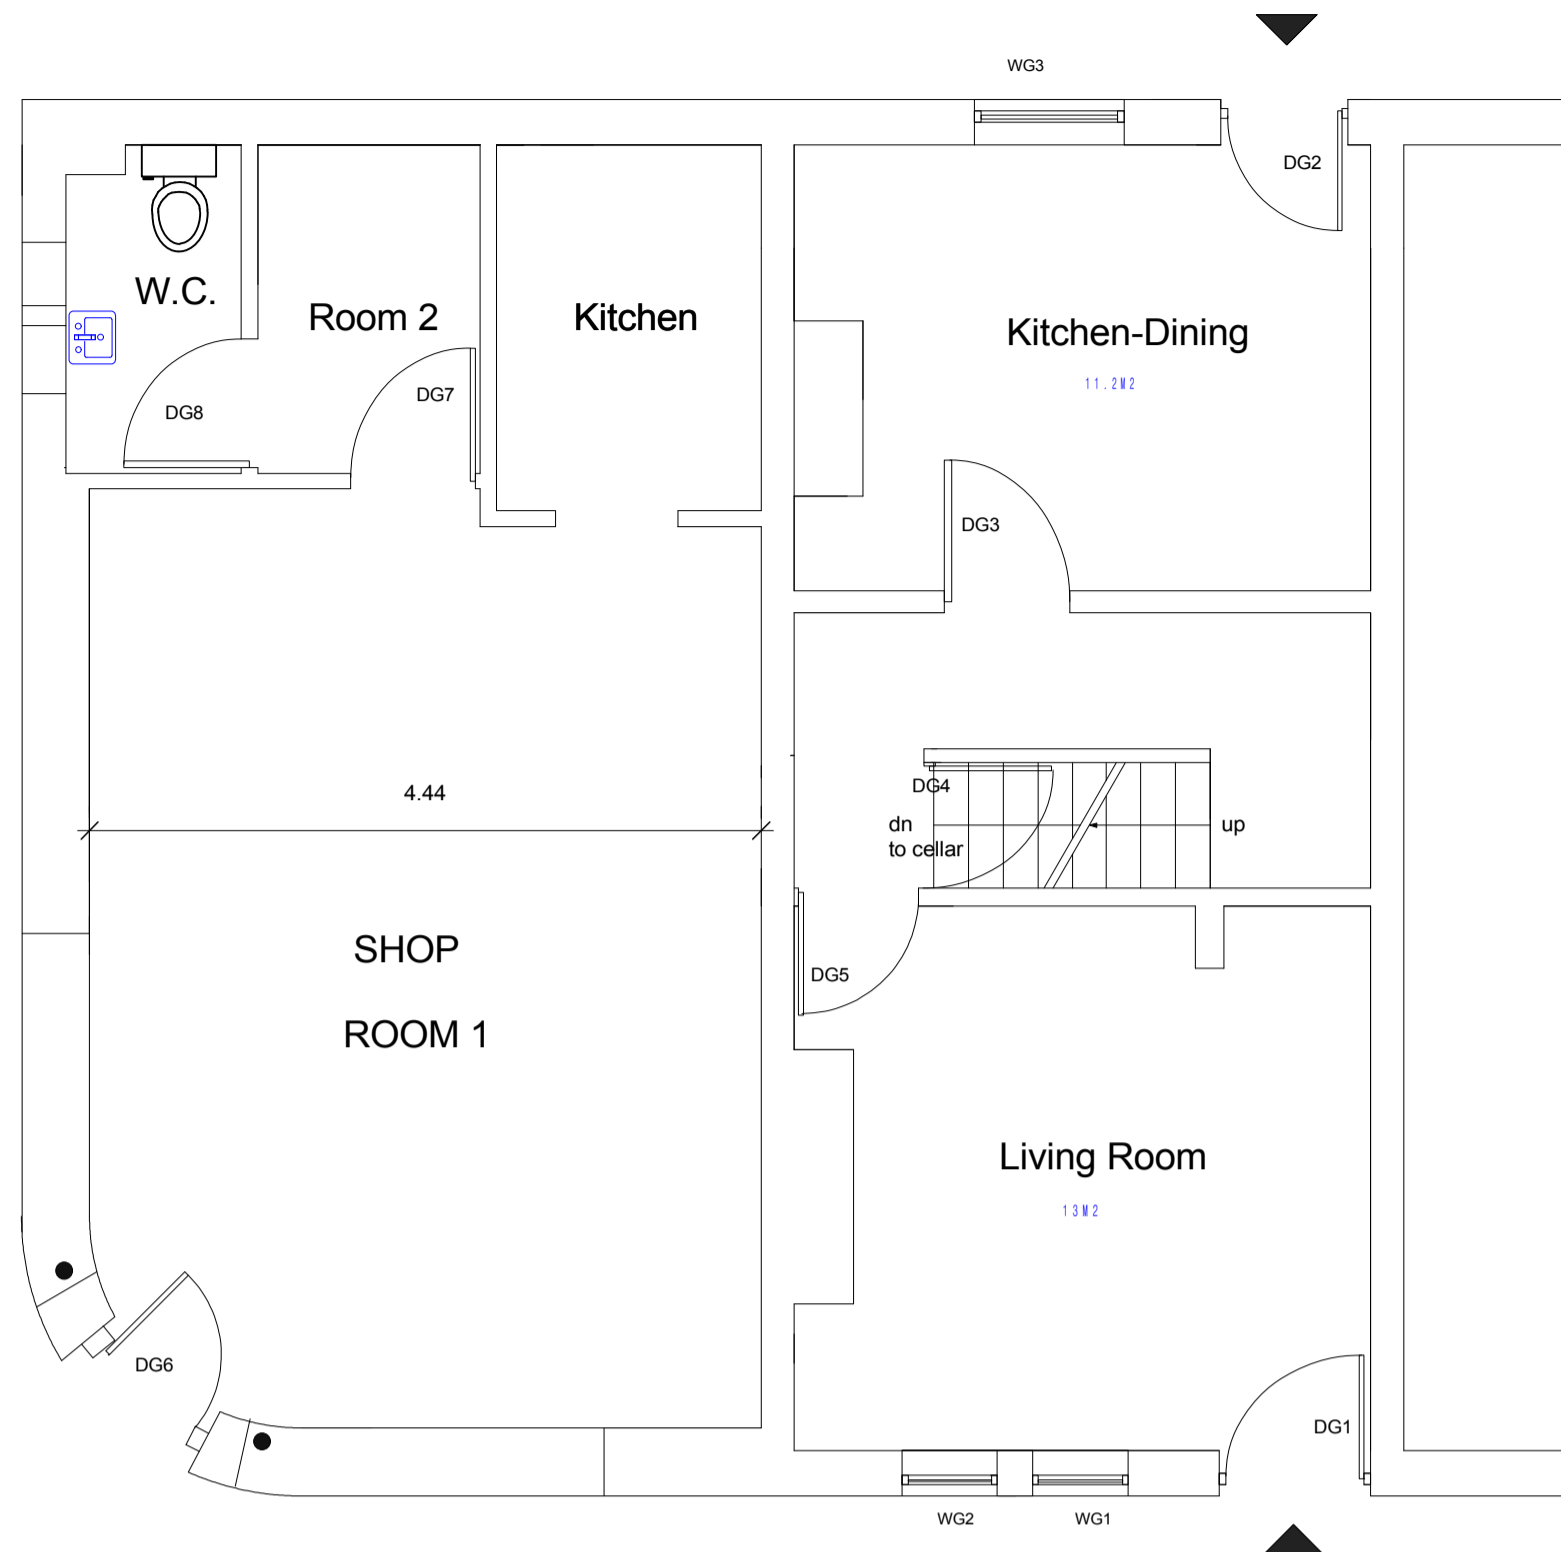 WG3
DG2
W.C.
Room 2
Kitchen
Kitchen-Dining
11.2M2
DG7
DG8
DG3
4.44
DG4
dn
to cellar
up
SHOP
ROOM 1
DG5
Living Room
13M2
DG6
DG1
WG2
WG1